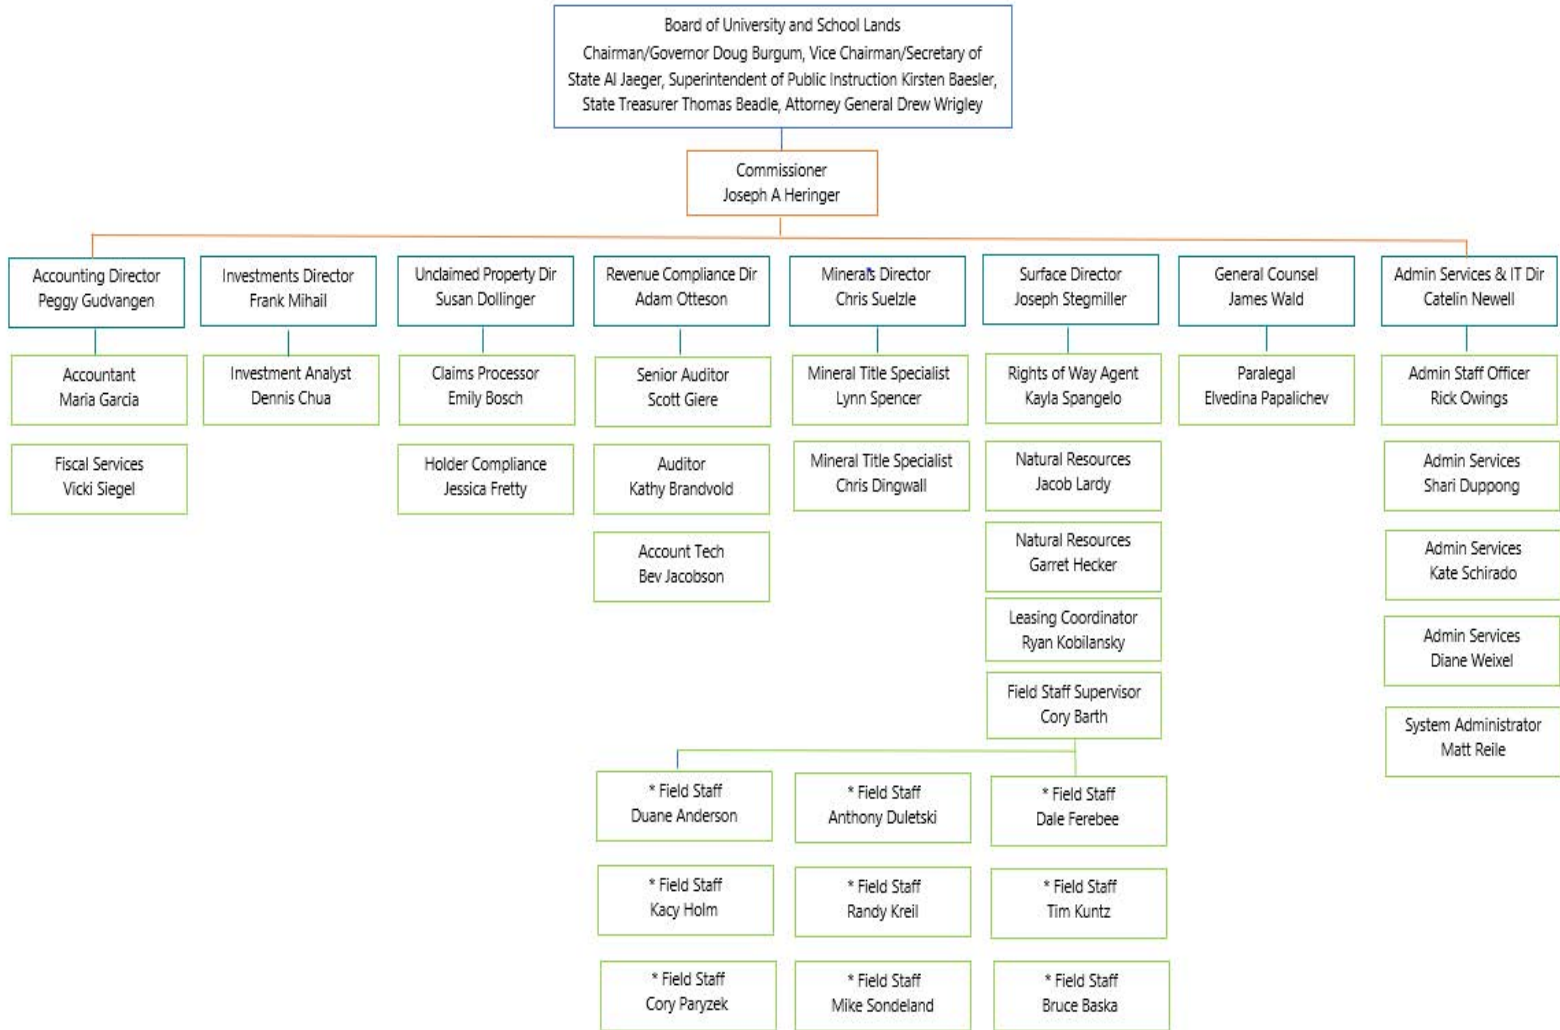 Board of University and School Lands
Chairman/Governor Doug Burgum, Vice Chairman/Secretary of
State Al Jaeger, Superintendent of Public Instruction Kirsten Baesler,
State Treasurer Thomas Beadle, Attorney General Drew Wrigley
Commissioner
Joseph A Heringer
Accounting Director
Peggy Gudvangen
Investments Director
Frank Mihail
Unclaimed Property Dir
Susan Dollinger
Revenue Compliance Dir
Adam Otteson
Minerals Director
Chris Suelzle
Surface Director
Joseph Stegmiller
General Counsel
James Wald
Admin Services & IT Dir
Catelin Newell
Accountant
Maria Garcia
Investment Analyst
Dennis Chua
Claims Processor
Emily Bosch
Senior Auditor
Scott Giere
Mineral Title Specialist
Lynn Spencer
Rights of Way Agent
Kayla Spangelo
Paralegal
Elvedina Papalichev
Admin Staff Officer
Rick Owings
Fiscal Services
Vicki Siegel
Holder Compliance
Jessica Fretty
Auditor
Kathy Brandvold
Mineral Title Specialist
Chris Dingwall
Natural Resources
Jacob Lardy
Admin Services
Shari Duppong
Account Tech
Bev Jacobson
Natural Resources
Garret Hecker
Admin Services
Kate Schirado
Leasing Coordinator
Ryan Kobilansky
Admin Services
Diane Weixel
Field Staff Supervisor
Cory Barth
System Administrator
Matt Reile
* Field Staff
Duane Anderson
* Field Staff
Anthony Duletski
* Field Staff
Dale Ferebee
* Field Staff
Kacy Holm
* Field Staff
Randy Kreil
* Field Staff
Tim Kuntz
* Field Staff
Cory Paryzek
* Field Staff
Mike Sondeland
* Field Staff
Bruce Baska